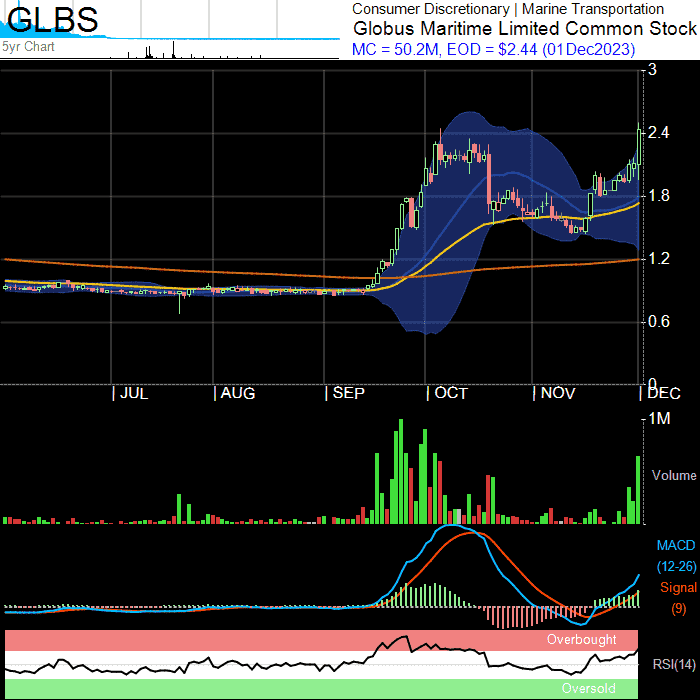 GLBS
5yr Chart
Consumer Discretionary | Marine Transportation
Globus Maritime Limited Common Stock
MC = 50.2M, EOD = $2.44 (01Dec2023)
3
2.4
1.8
1.2
0.6
0
JUL AUG SEP OCT NOV DEC
1M
Volume
MACD
(12-26)
Signal
(9)
Overbought
RSI(14)
Oversold